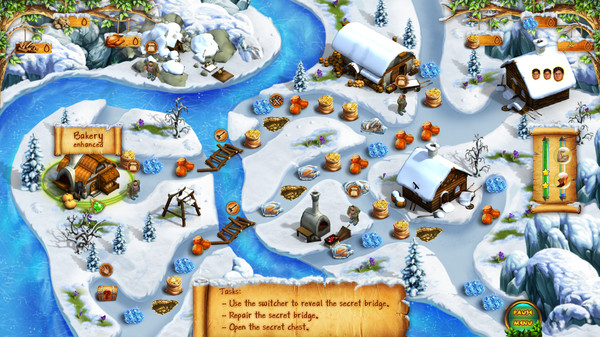 Bakery
enhanced
Tasks:
- Use the switcher to reveal the secret bridge.
- Repair the secret bridge.
- Open the secret chest.
PAUSE
MENU